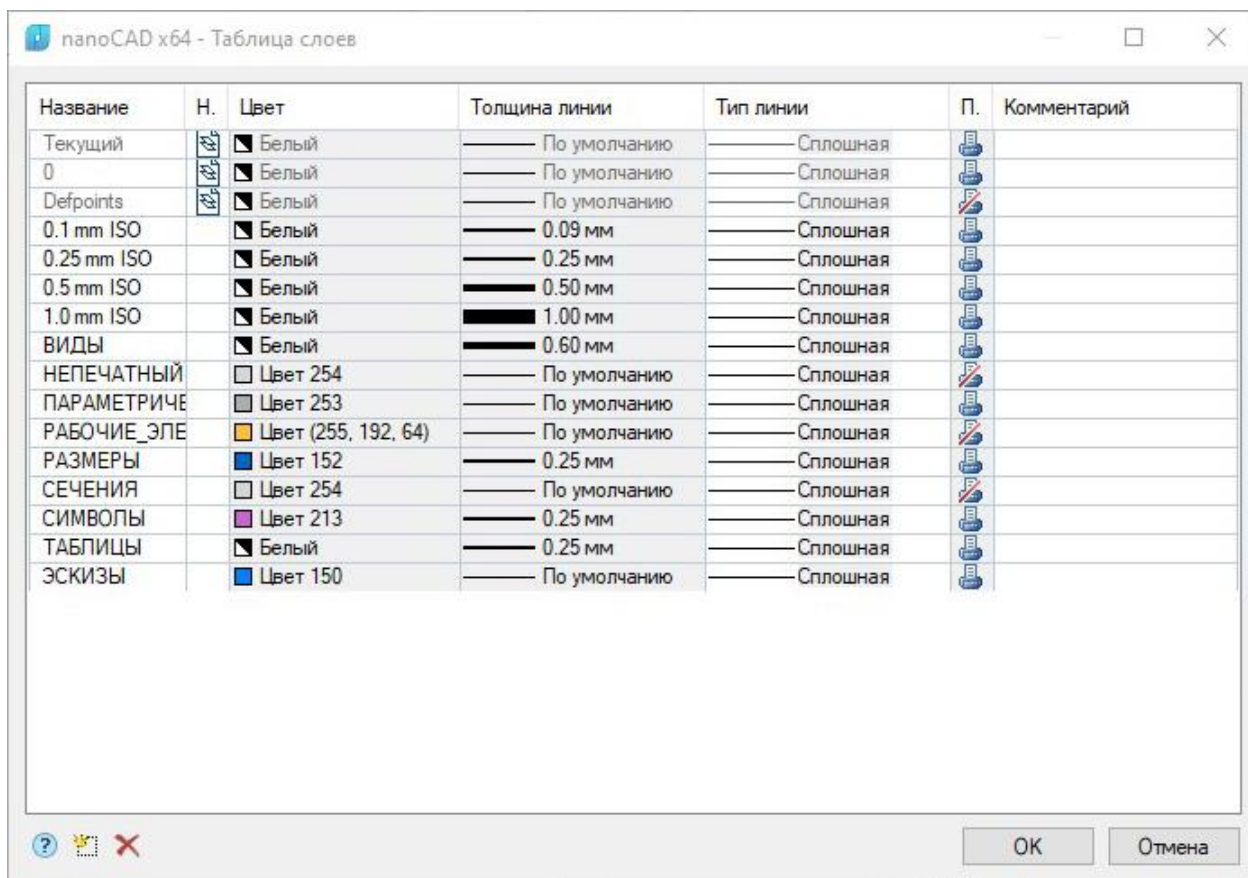 nanoCAD x64 - Таблица слоев
Название Н. Цвет Толщина линии Тип линии П. Комментарий
Текущий Белый По умолчанию Сплошная
0 Белый По умолчанию Сплошная
Defpoints Белый По умолчанию Сплошная
0.1 mm ISO Белый 0.09 мм Сплошная
0.25 mm ISO Белый 0.25 мм Сплошная
0.5 mm ISO Белый 0.50 мм Сплошная
1.0 mm ISO Белый 1.00 мм Сплошная
ВИДЫ Белый 0.60 мм Сплошная
НЕПЕЧАТНЫЙ Цвет 254 По умолчанию Сплошная
ПАРАМЕТРИЧЕ Цвет 253 По умолчанию Сплошная
РАБОЧИЕ_ЭЛЕ Цвет (255, 192, 64) По умолчанию Сплошная
РАЗМЕРЫ Цвет 152 0.25 мм Сплошная
СЕЧЕНИЯ Цвет 254 По умолчанию Сплошная
СИМВОЛЫ Цвет 213 0.25 мм Сплошная
ТАБЛИЦЫ Белый 0.25 мм Сплошная
ЭСКИЗЫ Цвет 150 По умолчанию Сплошная
? OK Отмена